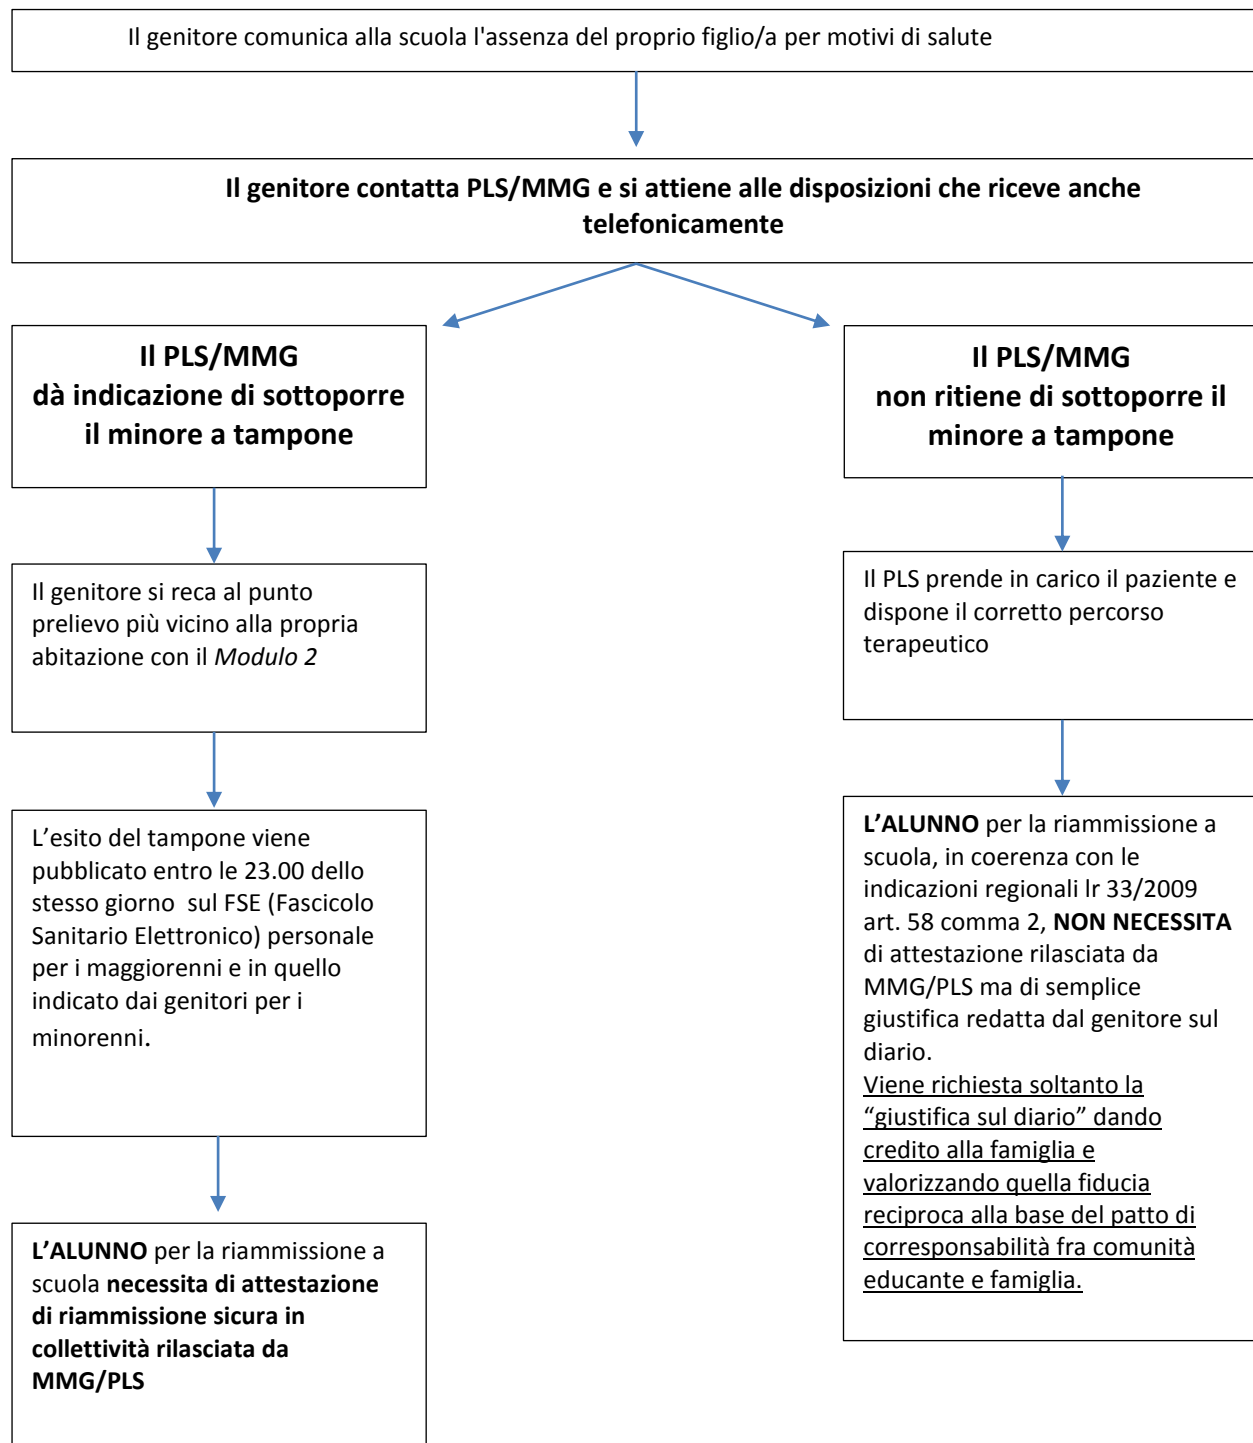 Il genitore comunica alla scuola l'assenza del proprio figlio/a per motivi di salute
Il genitore contatta PLS/MMG e si attiene alle disposizioni che riceve anche
telefonicamente
Il PLS/MMG
dà indicazione di sottoporre
il minore a tampone
Il PLS/MMG
non ritiene di sottoporre il
minore a tampone
Il genitore si reca al punto
prelievo più vicino alla propria
abitazione con il Modulo 2
Il PLS prende in carico il paziente e
dispone il corretto percorso
terapeutico
L’esito del tampone viene
pubblicato entro le 23.00 dello
stesso giorno sul FSE (Fascicolo
Sanitario Elettronico) personale
per i maggiorenni e in quello
indicato dai genitori per i
minorenni.
L’ALUNNO per la riammissione a
scuola, in coerenza con le
indicazioni regionali lr 33/2009
art. 58 comma 2, NON NECESSITA
di attestazione rilasciata da
MMG/PLS ma di semplice
giustifica redatta dal genitore sul
diario.
Viene richiesta soltanto la
“giustifica sul diario” dando
credito alla famiglia e
valorizzando quella fiducia
reciproca alla base del patto di
corresponsabilità fra comunità
educante e famiglia.
L’ALUNNO per la riammissione a
scuola necessita di attestazione
di riammissione sicura in
collettività rilasciata da
MMG/PLS